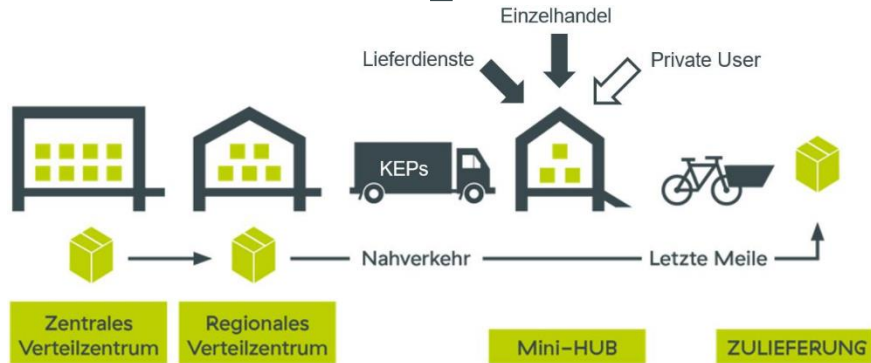 Einzelhandel
Lieferdienste
Private User
KEPs
Nahverkehr
Letzte Meile
Zentrales
Verteilzentrum
Regionales
Verteilzentrum
Mini-HUB
ZULIEFERUNG